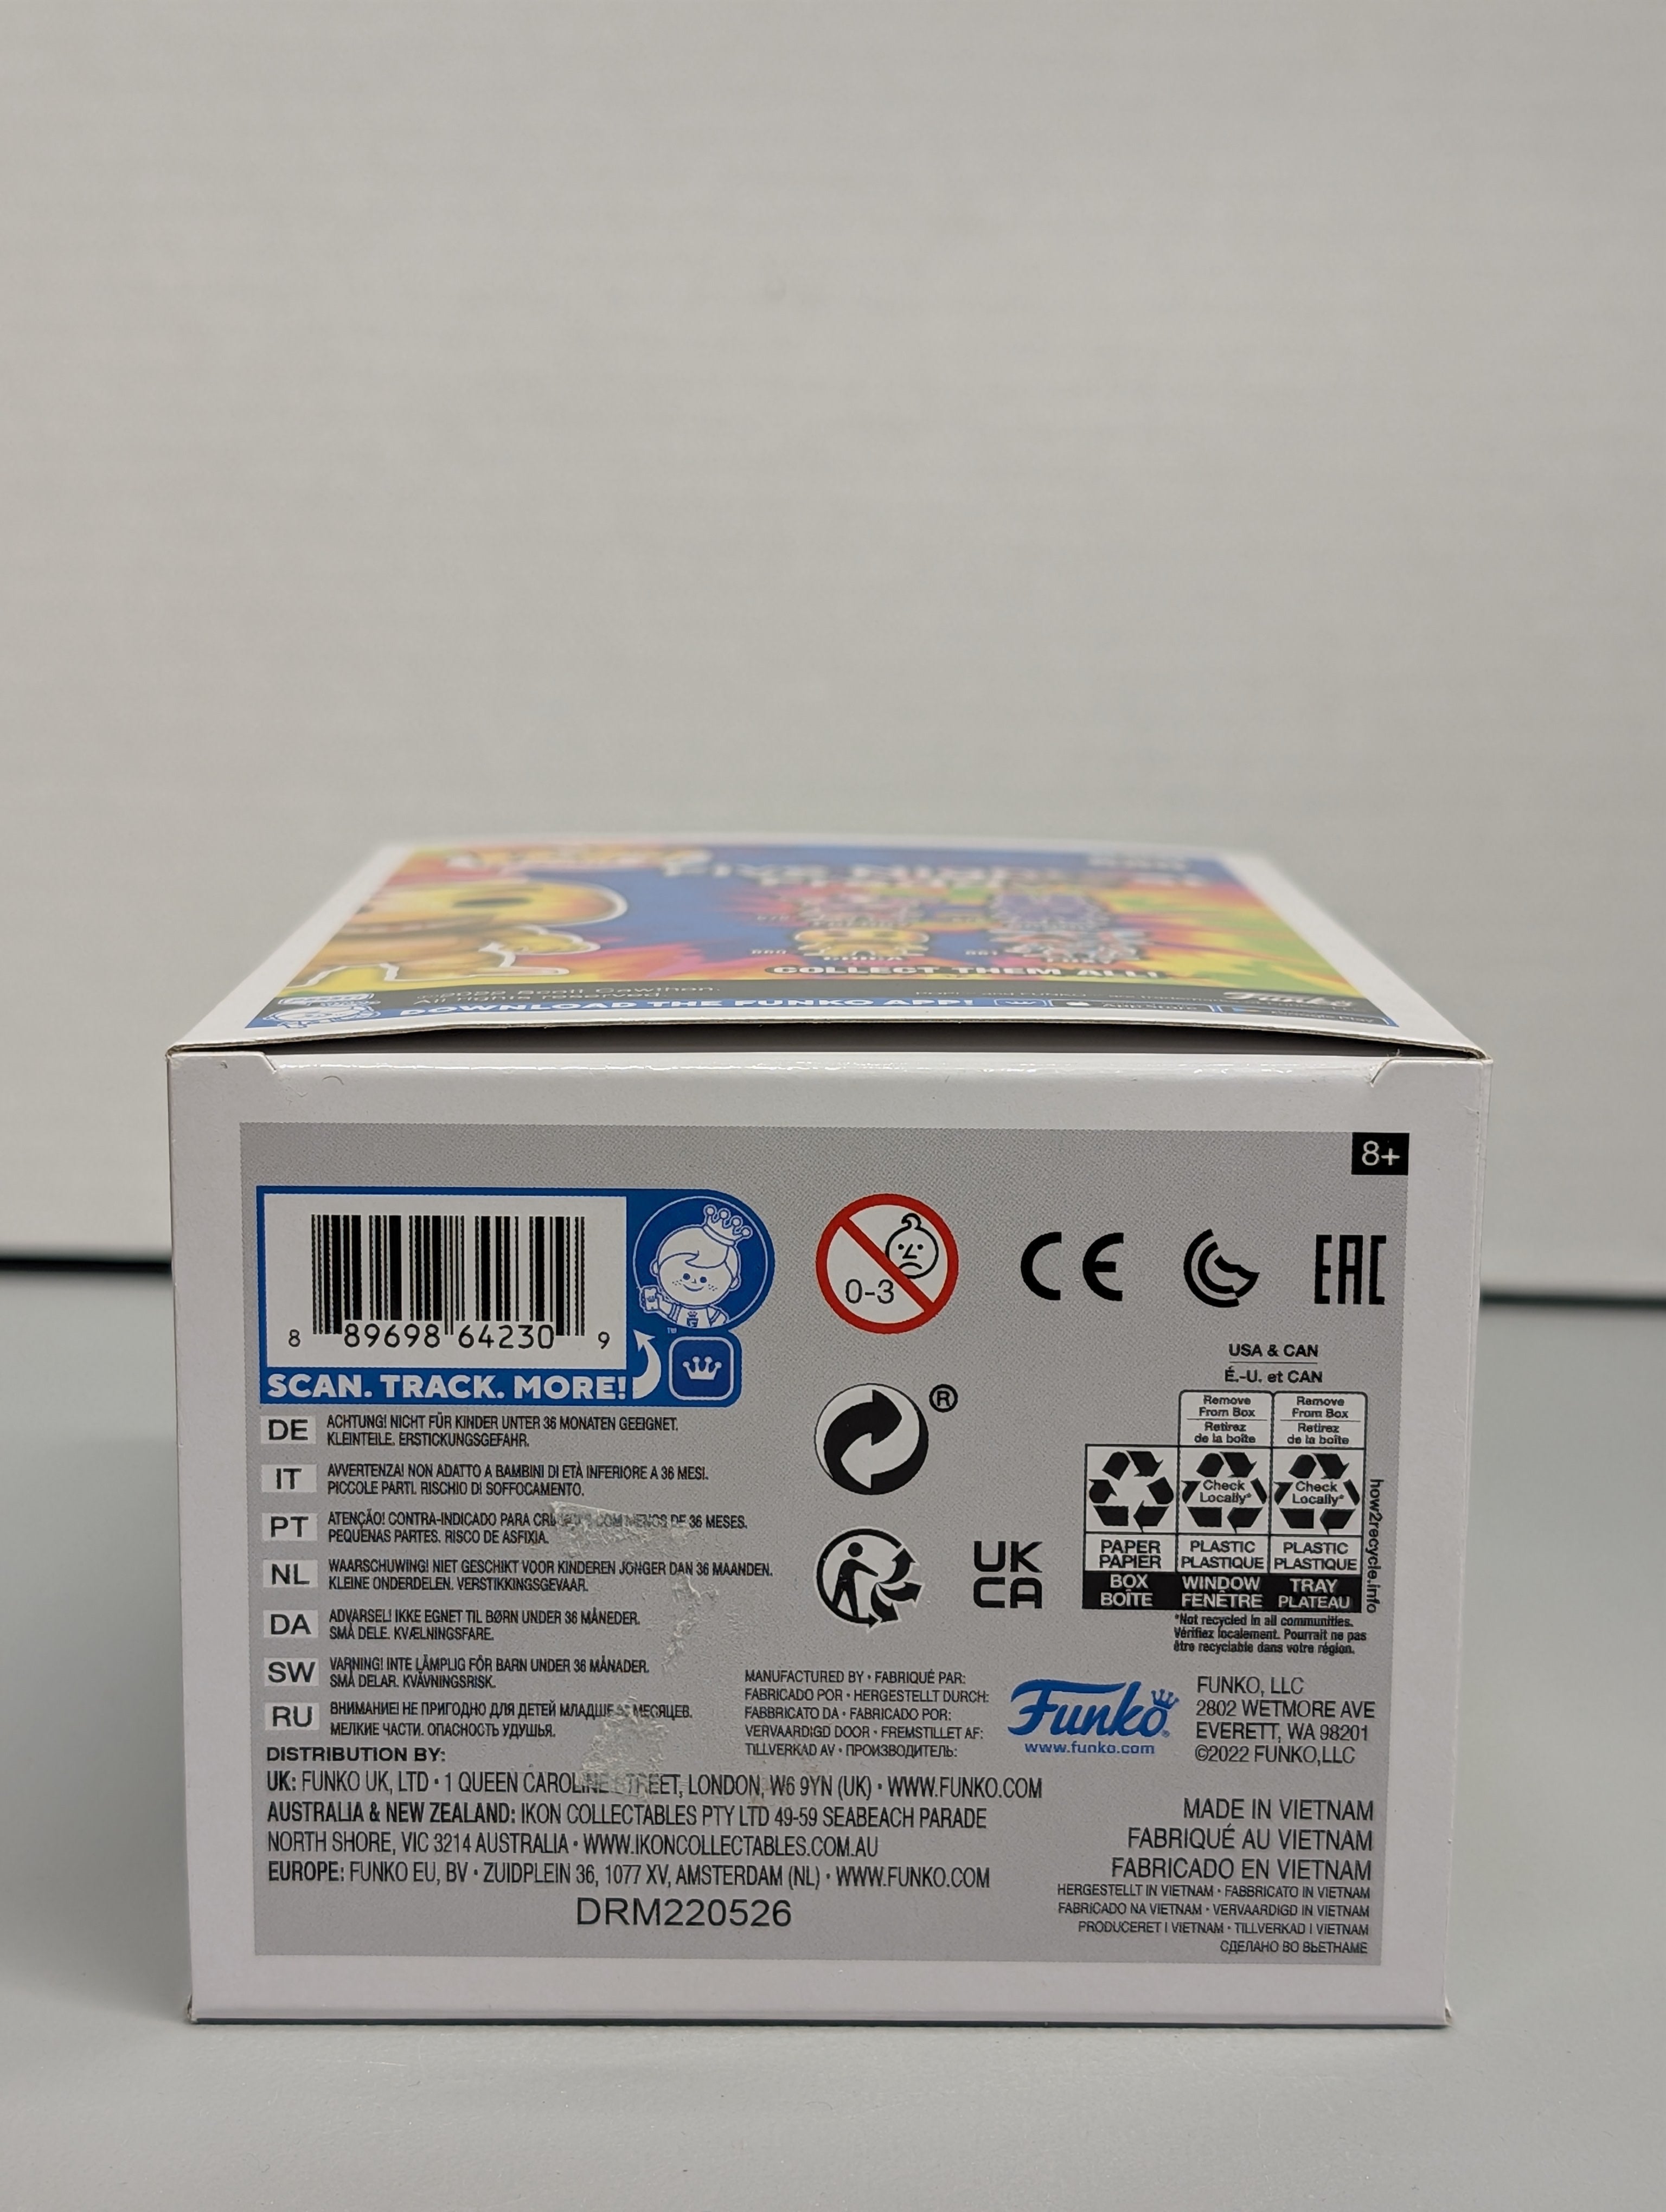 COLLECT THEM ALL!
All rights reserved.
DOWNLOAD THE FUNKO APP!
Funko
8+
8 89698 64230 9
™
SCAN. TRACK. MORE!
0-3
CE
EAC
®
UK
CA
USA & CAN
É.-U. et CAN
Remove From Box Retirez de la boîte
Remove From Box Retirez de la boîte
Check Locally*
Check Locally*
PAPER PAPIER
PLASTIC PLASTIQUE
PLASTIC PLASTIQUE
BOX BOÎTE
WINDOW FENÊTRE
TRAY PLATEAU
how2recycle.info
*Not recycled in all communities.
Vérifiez localement. Pourrait ne pas
être recyclable dans votre région.
DE ACHTUNG! NICHT FÜR KINDER UNTER 36 MONATEN GEEIGNET.
KLEINTEILE. ERSTICKUNGSGEFAHR.
IT AVVERTENZA! NON ADATTO A BAMBINI DI ETÀ INFERIORE A 36 MESI.
PICCOLE PARTI. RISCHIO DI SOFFOCAMENTO.
PT ATENÇÃO! CONTRA-INDICADO PARA COM MENOS DE 36 MESES.
PEQUENAS PARTES. RISCO DE ASFIXIA.
NL WAARSCHUWING! NIET GESCHIKT VOOR KINDEREN JONGER DAN 36 MAANDEN.
KLEINE ONDERDELEN. VERSTIKKINGSGEVAAR.
DA ADVARSEL! IKKE EGNET TIL BØRN UNDER 36 MÅNEDER.
SMÅ DELE. KVÆLNINGSFARE.
SW VARNING! INTE LÄMPLIG FÖR BARN UNDER 36 MÅNADER.
SMÅ DELAR. KVÄVNINGSRISK.
RU ВНИМАНИЕ! НЕ ПРИГОДНО ДЛЯ ДЕТЕЙ МЛАДШЕ МЕСЯЦЕВ.
МЕЛКИЕ ЧАСТИ. ОПАСНОСТЬ УДУШЬЯ.
MANUFACTURED BY • FABRIQUÉ PAR:
FABRICADO POR • HERGESTELLT DURCH:
FABBRICATO DA • FABRICADO POR:
VERVAARDIGD DOOR • FREMSTILLET AF:
TILLVERKAD AV • ПРОИЗВОДИТЕЛЬ:
Funko®
www.funko.com
FUNKO, LLC
2802 WETMORE AVE
EVERETT, WA 98201
©2022 FUNKO,LLC
DISTRIBUTION BY:
UK: FUNKO UK, LTD • 1 QUEEN CAROLINE STREET, LONDON, W6 9YN (UK) • WWW.FUNKO.COM
AUSTRALIA & NEW ZEALAND: IKON COLLECTABLES PTY LTD 49-59 SEABEACH PARADE
NORTH SHORE, VIC 3214 AUSTRALIA • WWW.IKONCOLLECTABLES.COM.AU
EUROPE: FUNKO EU, BV • ZUIDPLEIN 36, 1077 XV, AMSTERDAM (NL) • WWW.FUNKO.COM
DRM220526
MADE IN VIETNAM
FABRIQUÉ AU VIETNAM
FABRICADO EN VIETNAM
HERGESTELLT IN VIETNAM • FABBRICATO IN VIETNAM
FABRICADO NA VIETNAM • VERVAARDIGD IN VIETNAM
PRODUCERET I VIETNAM • TILLVERKAD I VIETNAM
СДЕЛАНО ВО ВЬЕТНАМЕ